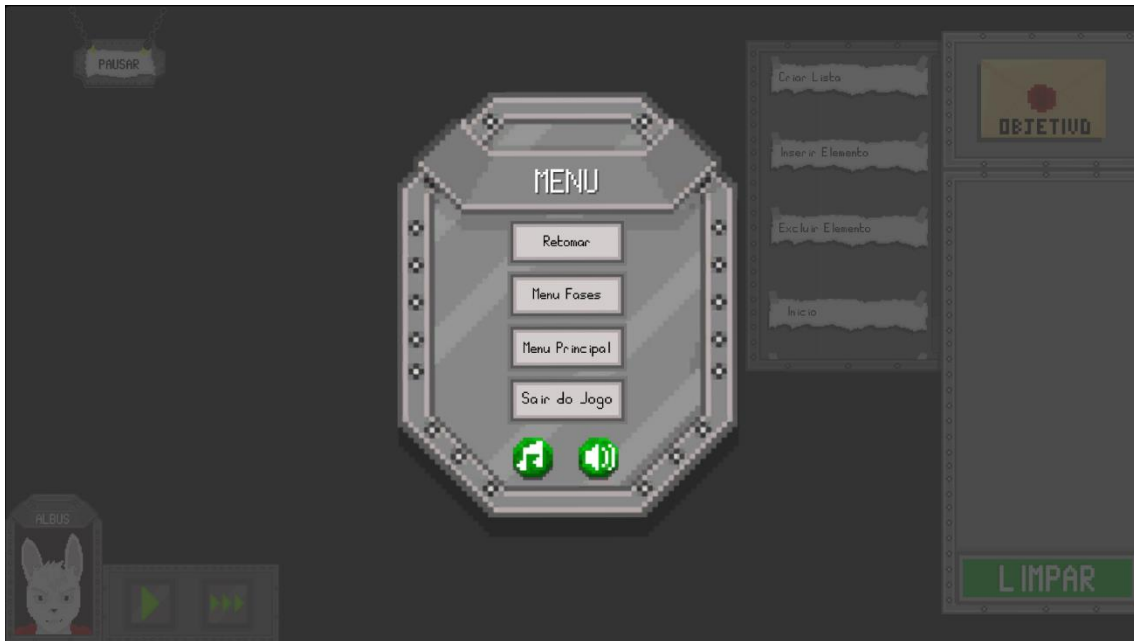 PAUSAR
MENU
Retomar
Menu Fases
Menu Principal
Sair do Jogo
Criar Lista
Inserir Elemento
Excluir Elemento
Inicio
OBJETIVO
ALBUS
LIMPAR